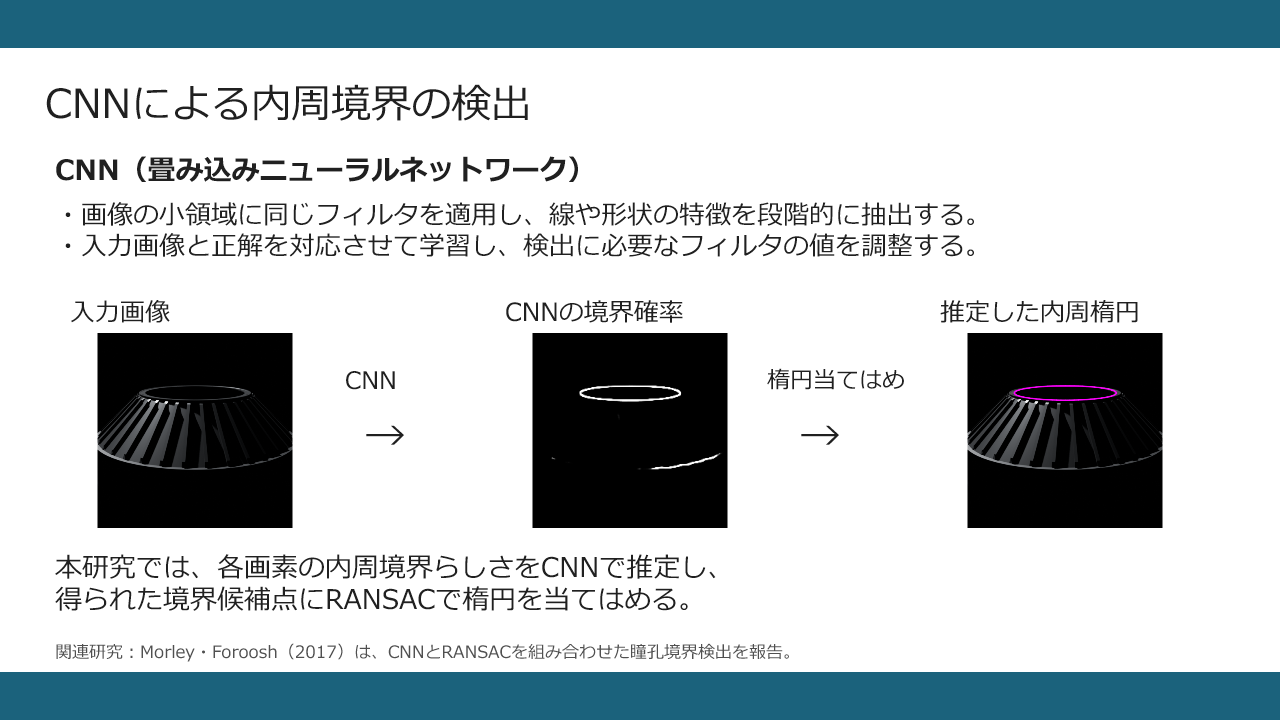 CNNによる内周境界の検出
CNN（畳み込みニューラルネットワーク）
・画像の小領域に同じフィルタを適用し、線や形状の特徴を段階的に抽出する。
・入力画像と正解を対応させて学習し、検出に必要なフィルタの値を調整する。
入力画像
CNN
→
CNNの境界確率
楕円当てはめ
→
推定した内周楕円
本研究では、各画素の内周境界らしさをCNNで推定し、
得られた境界候補点にRANSACで楕円を当てはめる。
関連研究：Morley・Foroosh（2017）は、CNNとRANSACを組み合わせた瞳孔境界検出を報告。